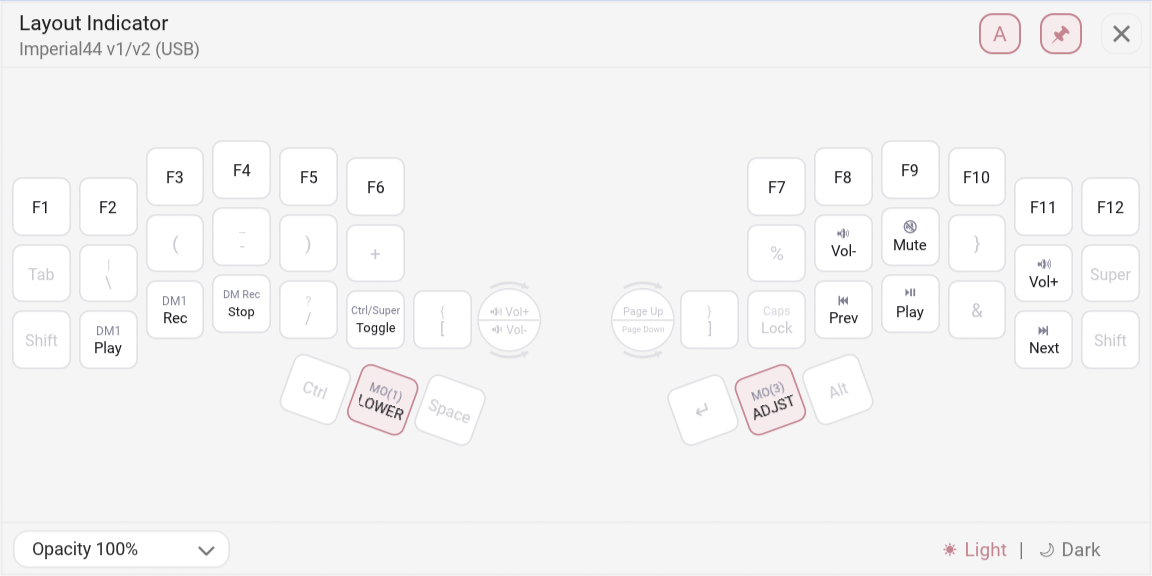 Layout Indicator
Imperial44 v1/v2 (USB)
A
F1
F2
F3
F4
F5
F6
F7
F8
F9
F10
F11
F12
Tab
|
\
(
_
-
)
+
%
Vol-
Mute
}
Vol+
Super
Shift
DM1
Play
DM1
Rec
DM Rec
Stop
?
/
Ctrl/Super
Toggle
{
[
Vol+
Vol-
Page Up
Page Down
}
]
Caps
Lock
Prev
Play
&
Next
Shift
Ctrl
MO(1)
LOWER
Space
MO(3)
ADJST
Alt
Opacity 100%
Light | Dark